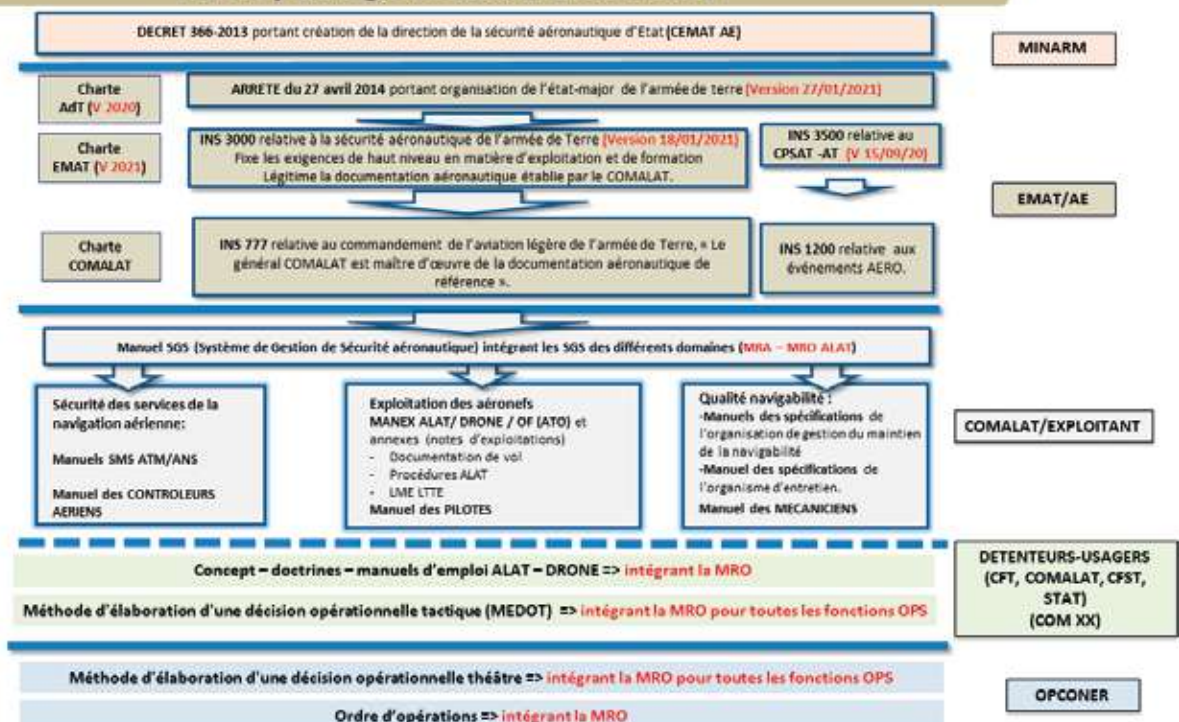 DECRET 366-2013 portant création de la direction de la sécurité aéronautique d'Etat (CEMAT AE)
MINARM
Charte
AdT (V 2020)
ARRETE du 27 avril 2014 portant organisation de l'état-major de l'armée de terre (Version 27/01/2021)
Charte
EMAT (V 2021)
INS 3000 relative à la sécurité aéronautique de l'armée de Terre (Version 18/01/2021)
Fixe les exigences de haut niveau en matière d'exploitation et de formation
Légitime la documentation aéronautique établie par le COMALAT.
INS 3500 relative au
CPSAT -AT (V 15/09/20)
EMAT/AE
Charte
COMALAT
INS 777 relative au commandement de l'aviation légère de l'armée de Terre, « Le
général COMALAT est maître d'œuvre de la documentation aéronautique de
référence ».
INS 1200 relative aux
événements AERO.
Manuel SGS (Système de Gestion de Sécurité aéronautique) intégrant les SGS des différents domaines (MRA – MRO ALAT)
Sécurité des services de la
navigation aérienne:
Manuels SMS ATM/ANS
Manuel des CONTROLEURS
AERIENS
Exploitation des aéronefs
MANEX ALAT/ DRONE / OF (ATO) et
annexes (notes d'exploitations)
- Documentation de vol
- Procédures ALAT
- LME LTTE
Manuel des PILOTES
Qualité navigabilité :
-Manuels des spécifications de
l'organisation de gestion du maintien
de la navigabilité
-Manuel des spécifications de
l'organisme d'entretien.
Manuel des MECANICIENS
COMALAT/EXPLOITANT
Concept – doctrines – manuels d'emploi ALAT – DRONE => intégrant la MRO
Méthode d'élaboration d'une décision opérationnelle tactique (MEDOT) => intégrant la MRO pour toutes les fonctions OPS
DETENTEURS-USAGERS
(CFT, COMALAT, CFST,
STAT)
(COM XX)
Méthode d'élaboration d'une décision opérationnelle théâtre => intégrant la MRO pour toutes les fonctions OPS
Ordre d'opérations => intégrant la MRO
OPCONER